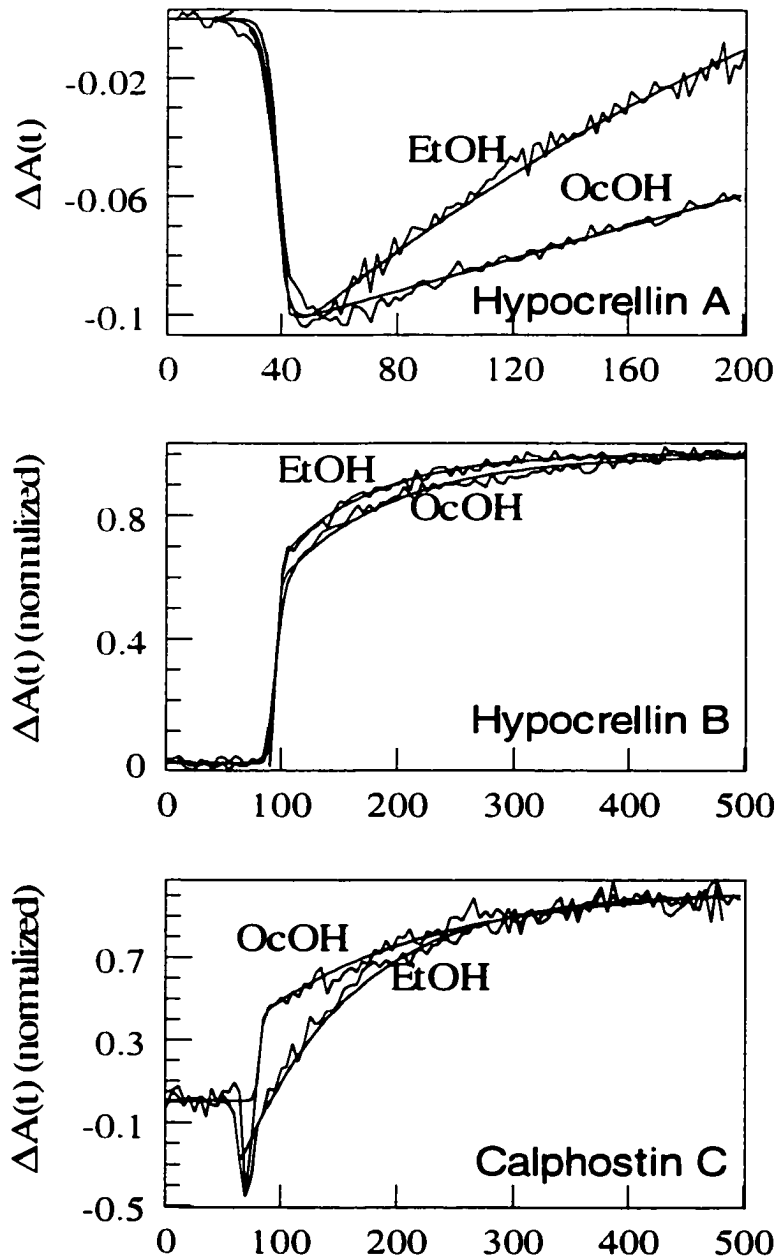 ΔA(t)
-0.02
-0.06
-0.1
EtOH
OcOH
Hypocrellin A
0 40 80 120 160 200
ΔA(t) (normulized)
0.8
0.4
0
EtOH
OcOH
Hypocrellin B
0 100 200 300 400 500
ΔA(t) (normulized)
0.7
0.3
-0.1
-0.5
OcOH
EtOH
Calphostin C
0 100 200 300 400 500